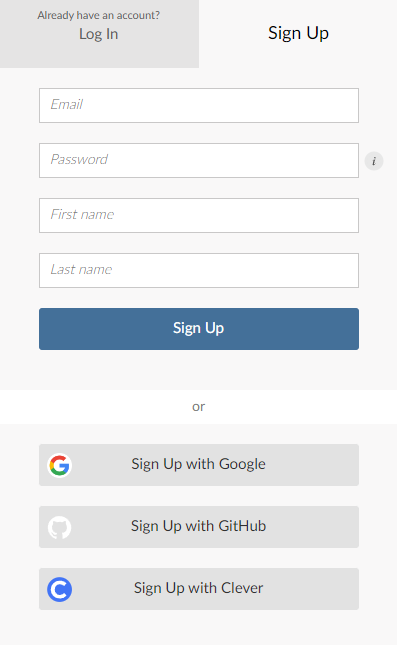 Already have an account?
Log In
Sign Up
Email
Password
i
First name
Last name
Sign Up
or
Sign Up with Google
Sign Up with GitHub
Sign Up with Clever